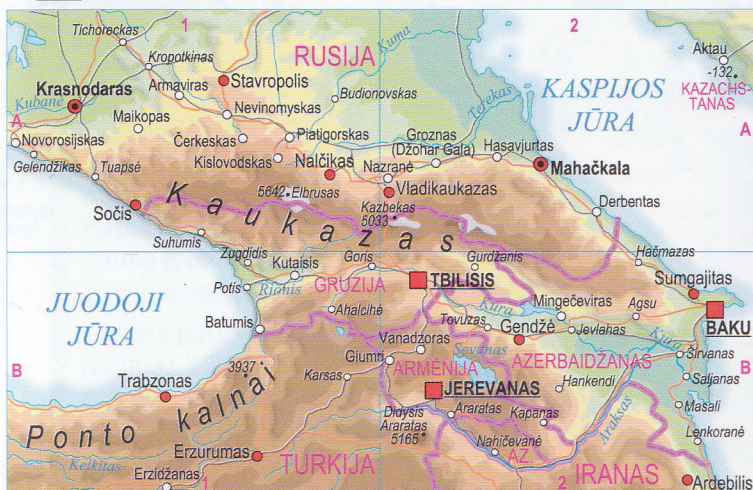 1
2
Tichoreckas
Kropotkinas
RUSIJA
Kuma
Aktau
-132
KAZACHS-
TANAS
Stavropolis
Krasnodaras
Armaviras
Budionovskas
KASPIJOS
JŪRA
Kubanė
Nevinomyskas
Terekas
A
A
Maikopas
Novorosijskas
Čerkeskas
Piatigorskas
Groznas
(Džohar Gala)
Hasavjurtas
Gelendžikas
Tuapsė
Kislovodskas
Nalčikas
Nazranė
Mahačkala
5642 Elbrusas
Vladikaukazas
Kaukazas
Kazbekas
5033
Derbentas
Sočis
Suhumis
Zugdidis
Goris
Gurdžanis
Hačmazas
Kutaisis
Potis
Rionis
GRUZIJA
TBILISIS
Sumgajitas
JUODOJI
JŪRA
Ahalcihė
Kura
Mingečeviras
Agsu
Batumis
Tovuzas
Gendžė
Jevlahas
BAKU
Vanadzoras
Kura
Giumri
Sevanas
Širvanas
3937
ARMĖNIJA
AZERBAIDŽANAS
B
B
Trabzonas
Karsas
Hankendi
Saljanas
JEREVANAS
Ponto kalnai
Didysis
Araratas
5165
Araratas
Kapanas
Araksas
Masali
Lenkoranė
Erzurumas
Nahičevanė
AZ.
Kelkitas
Erzidžanas
TURKIJA
IRANAS
1
2
Ardebilis